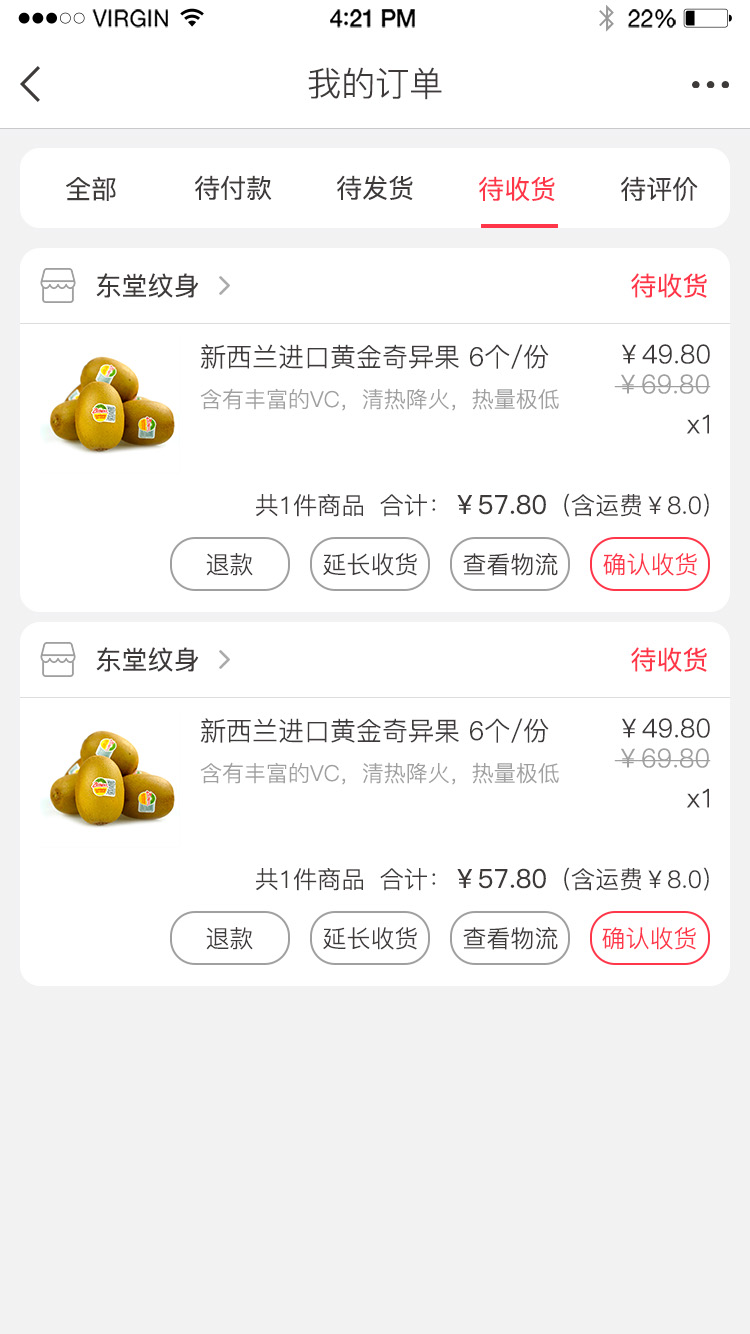 VIRGIN 4:21 PM 22%
我的订单
全部 待付款 待发货 待收货 待评价
东堂纹身 待收货
新西兰进口黄金奇异果 6个/份 ¥49.80
含有丰富的VC，清热降火，热量极低 ¥69.80
x1
共1件商品 合计： ¥57.80（含运费¥8.0）
退款 延长收货 查看物流 确认收货
东堂纹身 待收货
新西兰进口黄金奇异果 6个/份 ¥49.80
含有丰富的VC，清热降火，热量极低 ¥69.80
x1
共1件商品 合计： ¥57.80（含运费¥8.0）
退款 延长收货 查看物流 确认收货